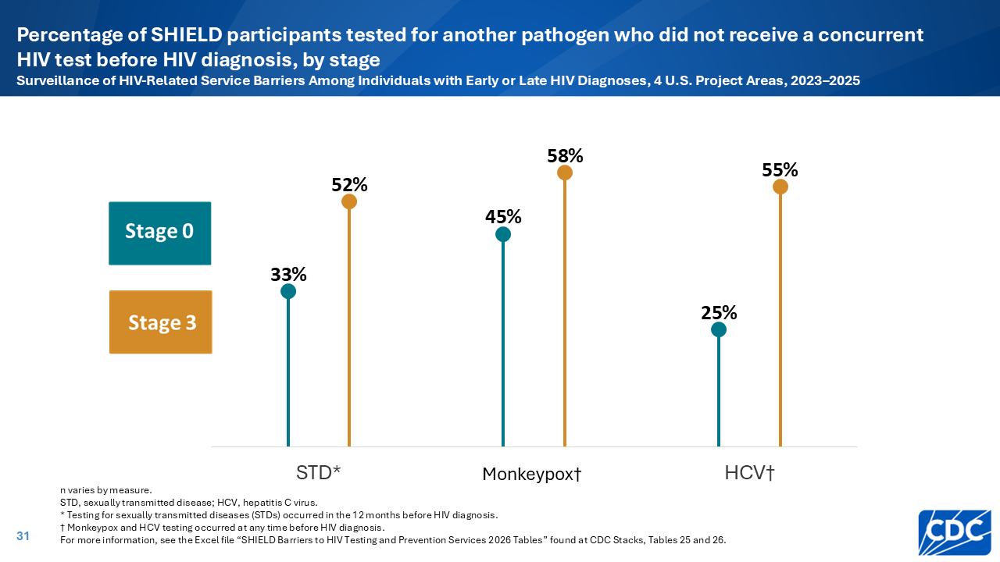 Percentage of SHIELD participants tested for another pathogen who did not receive a concurrent
HIV test before HIV diagnosis, by stage
Surveillance of HIV-Related Service Barriers Among Individuals with Early or Late HIV Diagnoses, 4 U.S. Project Areas, 2023–2025
Stage 0
Stage 3
33%
52%
45%
58%
25%
55%
STD*
Monkeypox†
HCV†
n varies by measure.
STD, sexually transmitted disease; HCV, hepatitis C virus.
* Testing for sexually transmitted diseases (STDs) occurred in the 12 months before HIV diagnosis.
† Monkeypox and HCV testing occurred at any time before HIV diagnosis.
For more information, see the Excel file “SHIELD Barriers to HIV Testing and Prevention Services 2026 Tables” found at CDC Stacks, Tables 25 and 26.
31
CDC